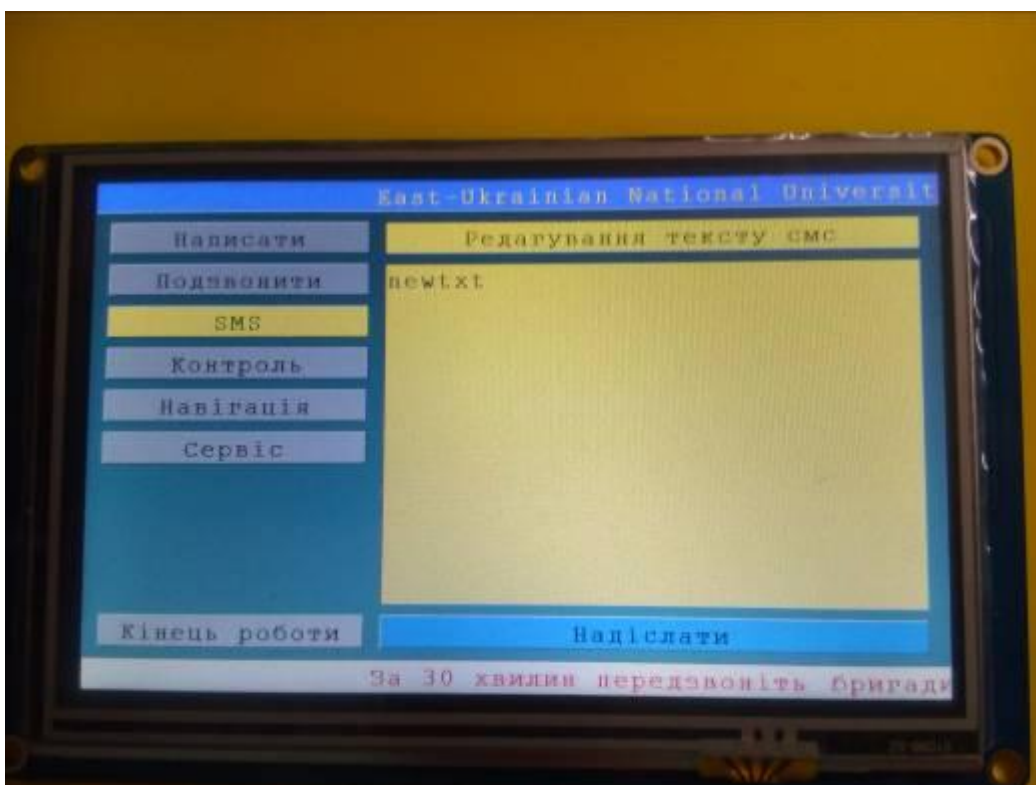 East-Ukrainian National Universit
Написати
Подзвонити
SMS
Контроль
Навігація
Сервіс
Кінець роботи
Редагування тексту смс
newtxt
Надіслати
За 30 хвилин передзвоніть бригади